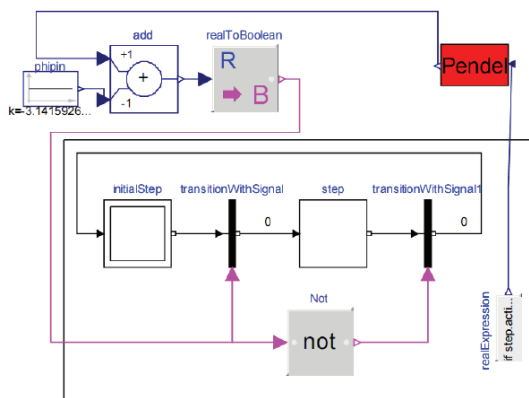 add
realToBoolean
phipin
+1
+
-1
R
B
Pendel
k=-3.1415926...
initialStep
transitionWithSignal
step
transitionWithSignal1
0
0
Not
not
realExpression
if step.acti...